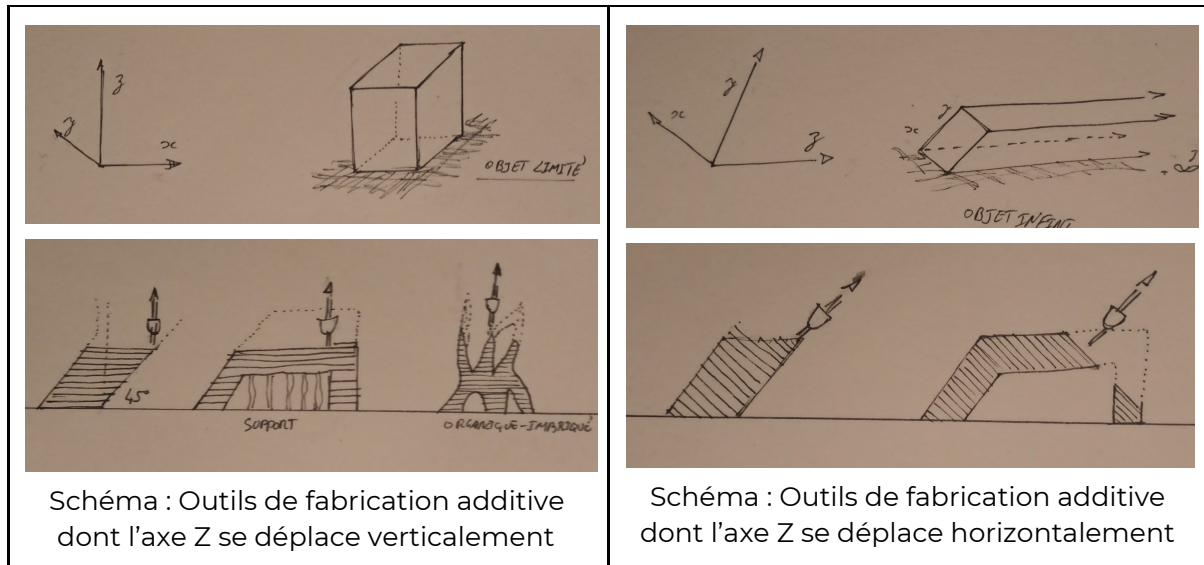 z
y
x
OBJET LIMITÉ
45°
SUPPORT
ORGANIQUE-IMBRIQUÉ
Schéma : Outils de fabrication additive
dont l’axe Z se déplace verticalement
y
x
z
y
x
∞
OBJET INFINI
Schéma : Outils de fabrication additive
dont l’axe Z se déplace horizontalement